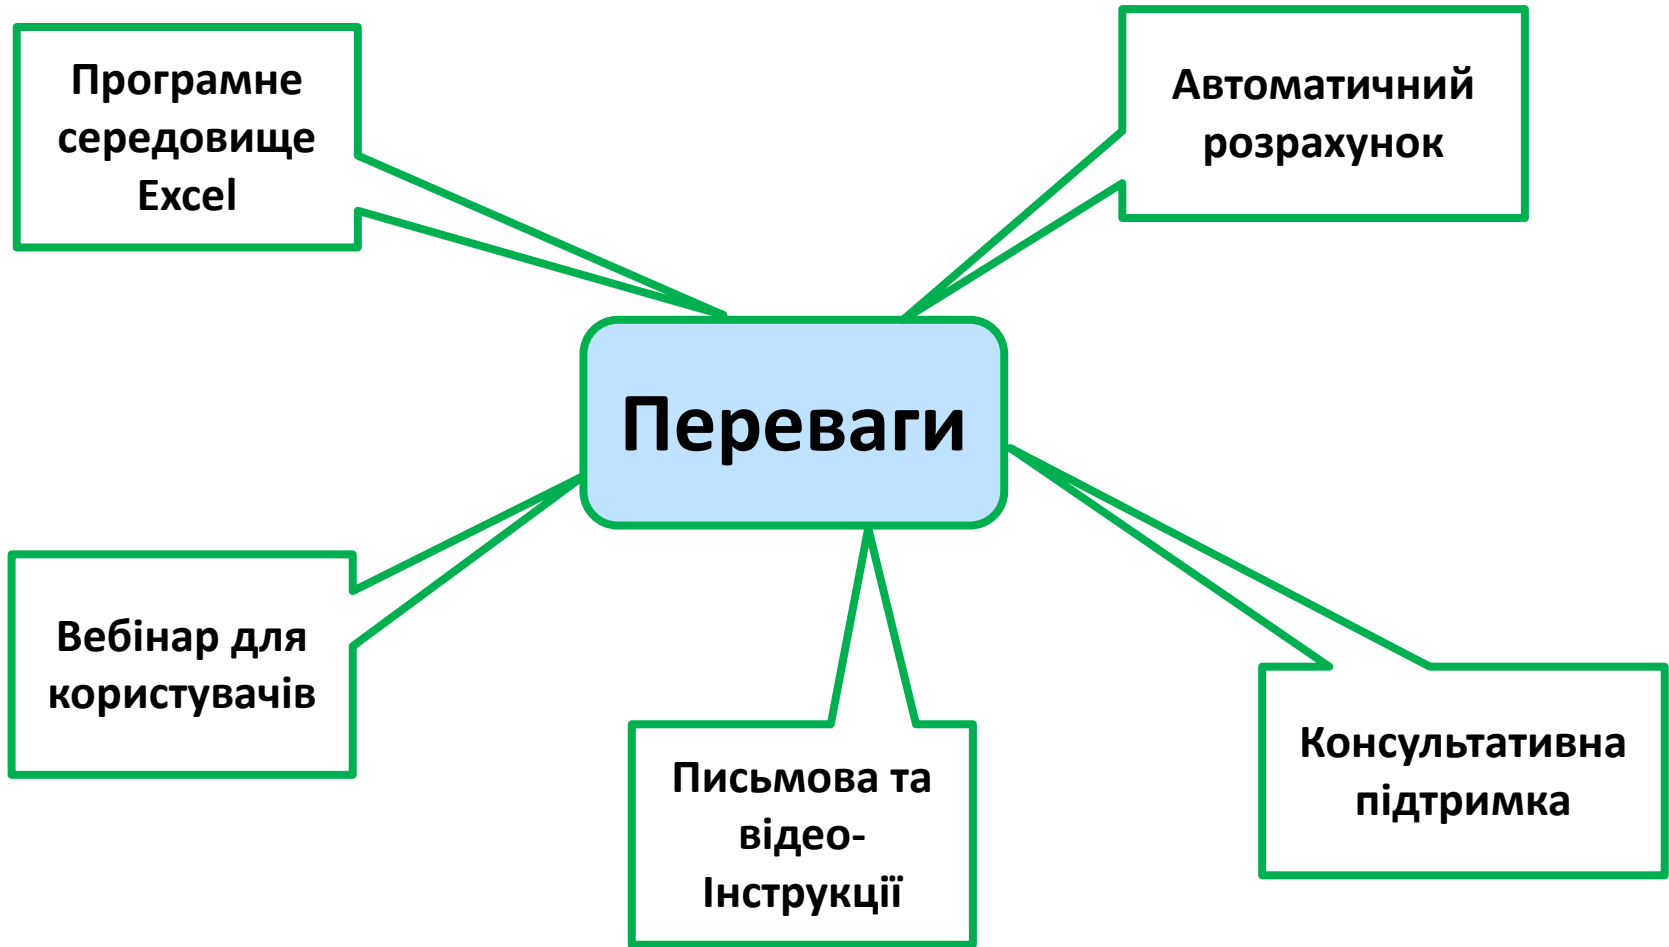 Програмне
середовище
Excel
Автоматичний
розрахунок
Переваги
Вебінар для
користувачів
Письмова та
відео-
Інструкції
Консультативна
підтримка